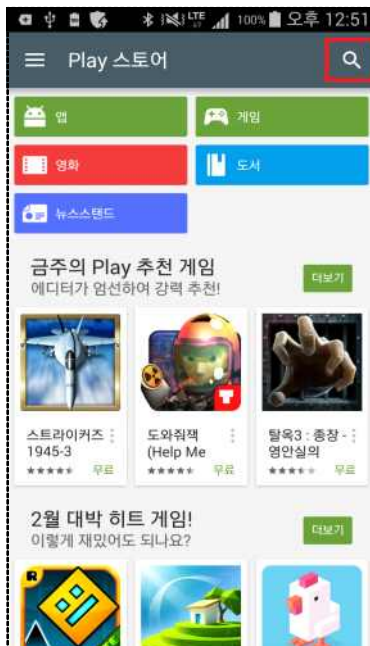 LTE 100% 오후 12:51
Play 스토어
앱
게임
영화
도서
뉴스스탠드
금주의 Play 추천 게임
더보기
에디터가 엄선하여 강력 추천!
스트라이커즈
1945-3
무료
도와줘잭
(Help Me
무료
탈옥3 : 종장 -
영안실의
무료
2월 대박 히트 게임!
더보기
이렇게 재밌어도 되나요?